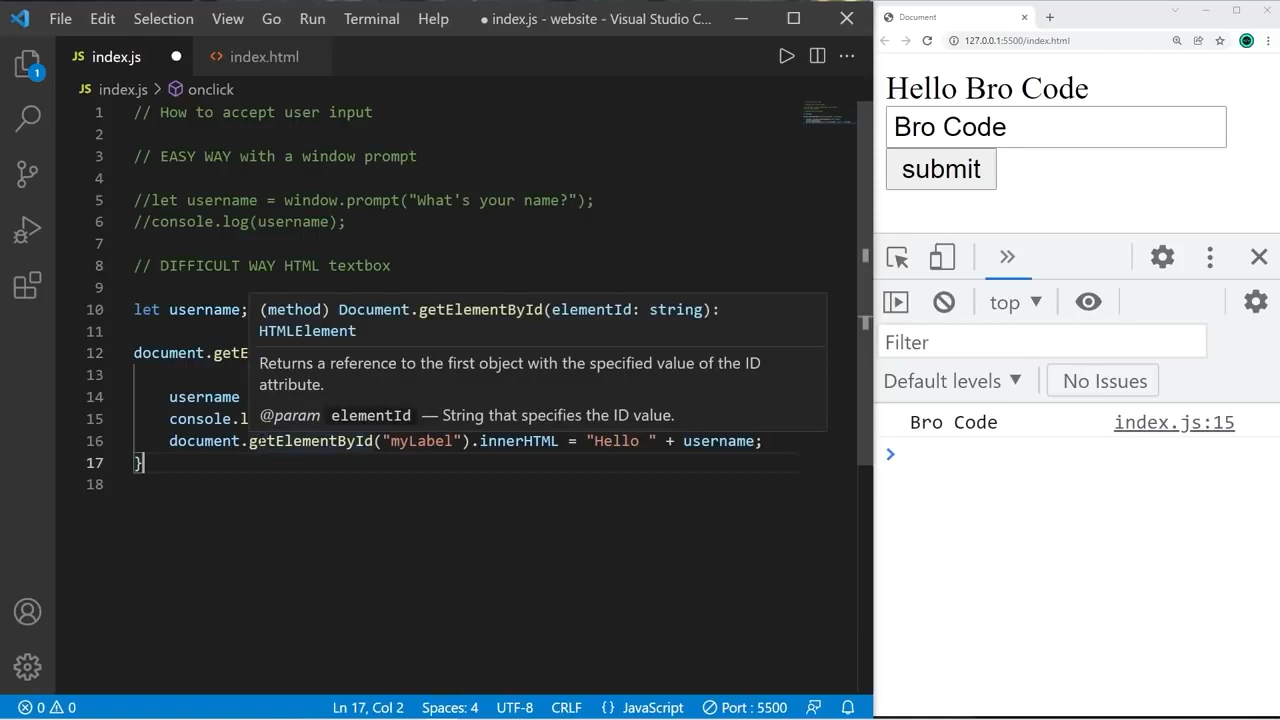 File Edit Selection View Go Run Terminal Help ● index.js - website - Visual Studio C...
JS index.js
<> index.html
JS index.js > onclick
1 // How to accept user input
2
3 // EASY WAY with a window prompt
4
5 //let username = window.prompt("What's your name?");
6 //console.log(username);
7
8 // DIFFICULT WAY HTML textbox
9
10 let username;
11
12 document.getE
13
14 username
15 console.l
16 document.getElementById("myLabel").innerHTML = "Hello " + username;
17 }
18
(method) Document.getElementById(elementId: string):
HTMLElement
Returns a reference to the first object with the specified value of the ID
attribute.
@param elementId — String that specifies the ID value.
1
0 0 Ln 17, Col 2 Spaces: 4 UTF-8 CRLF {} JavaScript Port : 5500
Document
127.0.0.1:5500/index.html
Hello Bro Code
Bro Code
submit
top
Filter
Default levels No Issues
Bro Code index.js:15